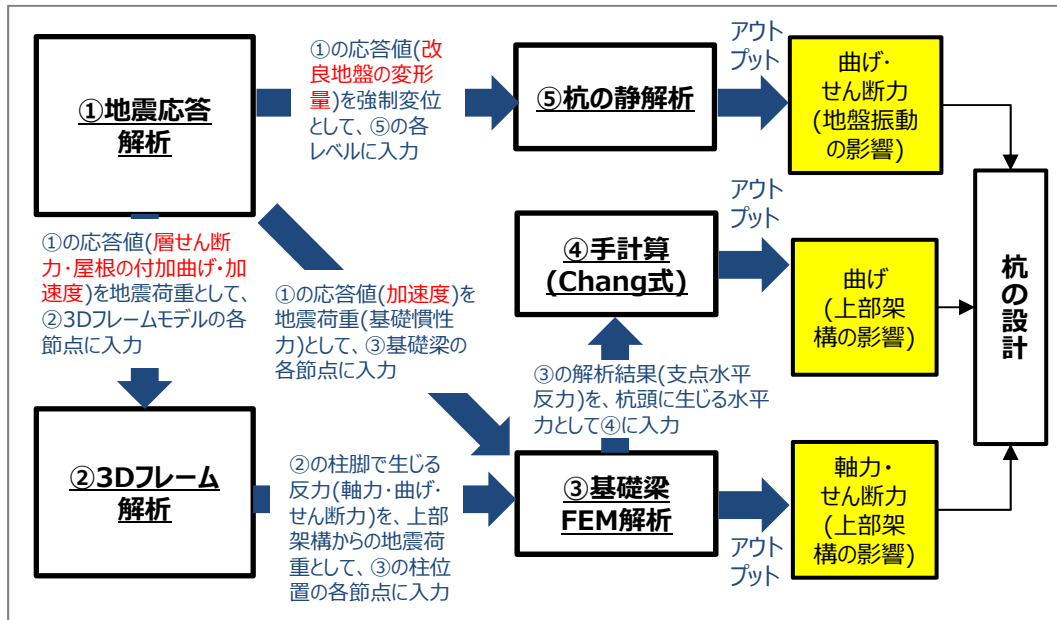 ①地震応答
解析
①の応答値(改
良地盤の変形
量)を強制変位
として、⑤の各
レベルに入力
⑤杭の静解析
アウト
プット
曲げ・
せん断力
(地盤振動
の影響)
①の応答値(層せん断
力・屋根の付加曲げ・加
速度)を地震荷重として、
②3Dフレームモデルの各
節点に入力
①の応答値(加速度)を
地震荷重(基礎慣性
力)として、③基礎梁の
各節点に入力
④手計算
(Chang式)
アウト
プット
曲げ
(上部架
構の影響)
杭の設計
③の解析結果(支点水平
反力)を、杭頭に生じる水平
力として④に入力
②3Dフレーム
解析
②の柱脚で生じる
反力(軸力・曲げ・
せん断力)を、上部
架構からの地震荷
重として、③の柱位
置の各節点に入力
③基礎梁
FEM解析
アウト
プット
軸力・
せん断力
(上部架
構の影響)